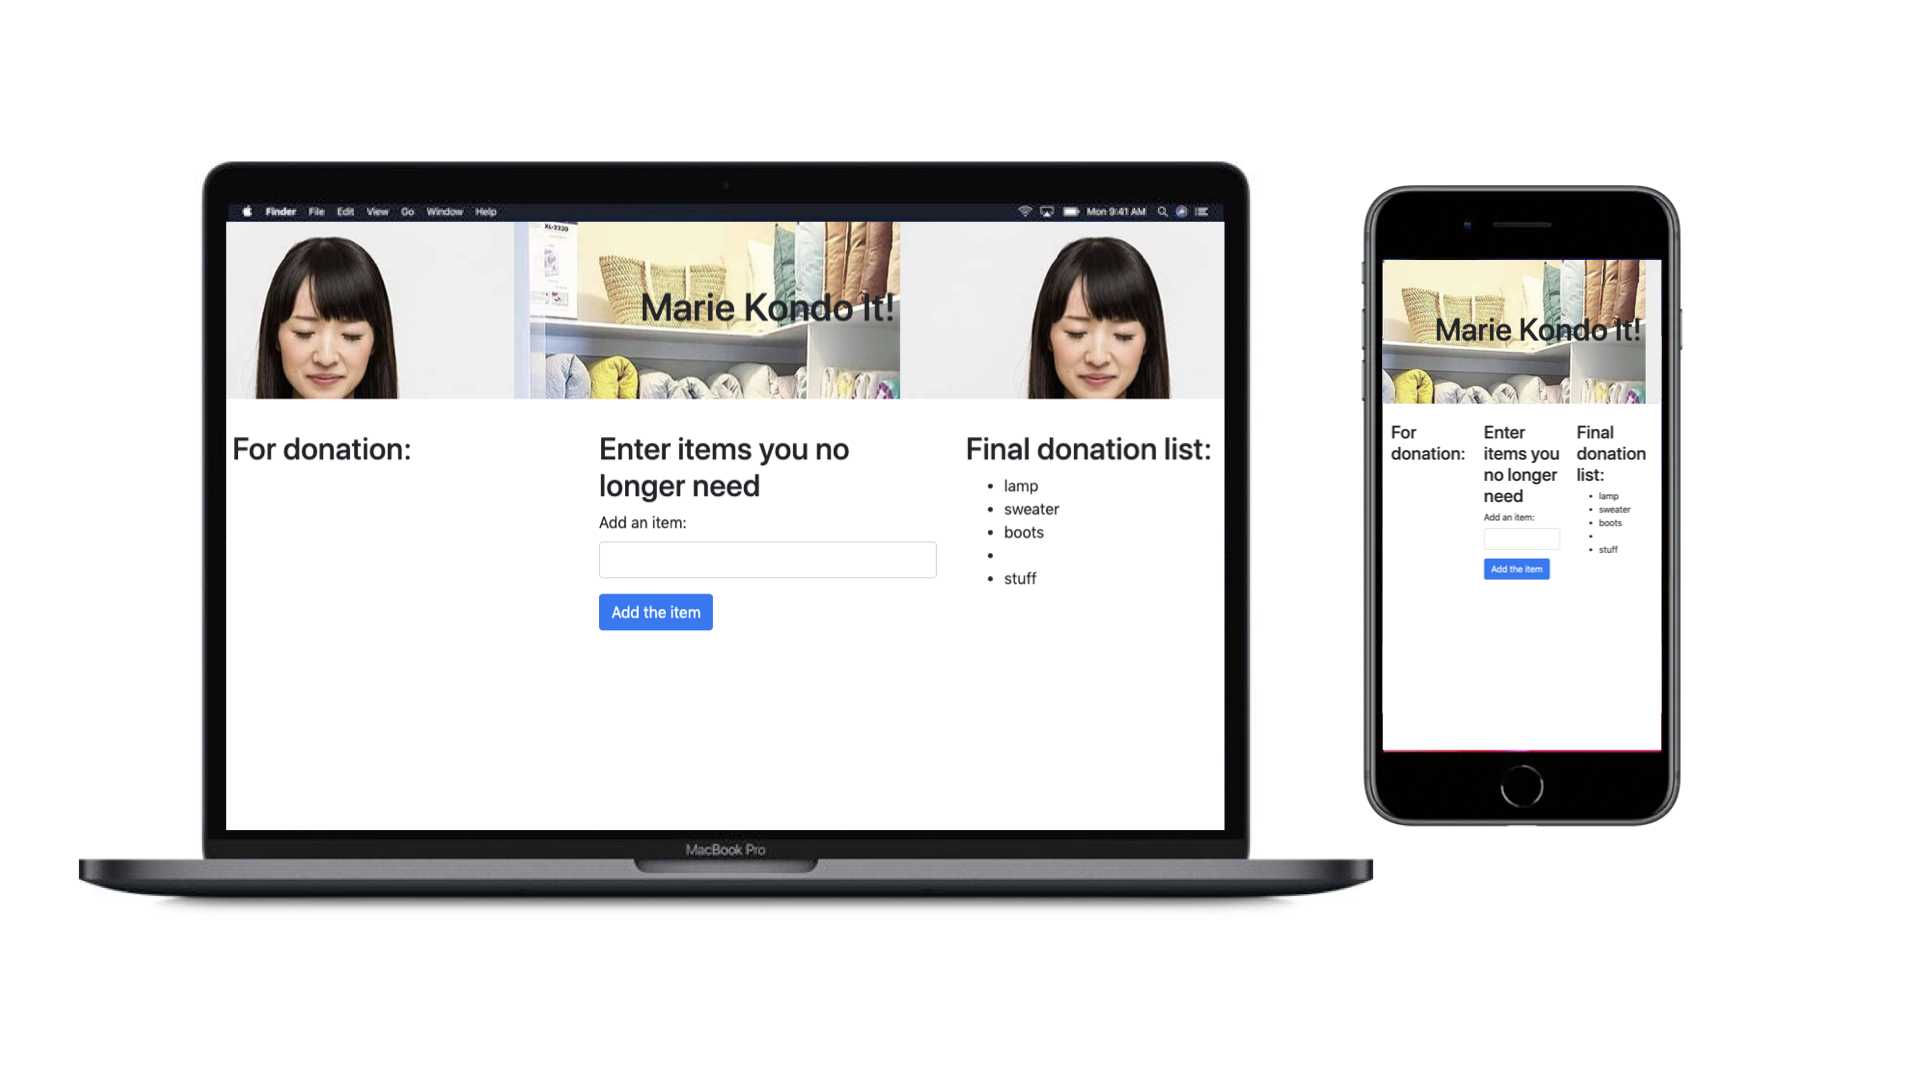 Finder File Edit View Go Window Help
Mon 9:41 AM
XL/2330
Marie Kondo It!
For donation:
Enter items you no
longer need
Add an item:
Add the item
Final donation list:
• lamp
• sweater
• boots
•
• stuff
MacBook Pro
Marie Kondo It!
For
donation:
Enter
items you
no longer
need
Add an item:
Add the item
Final
donation
list:
• lamp
• sweater
• boots
•
• stuff